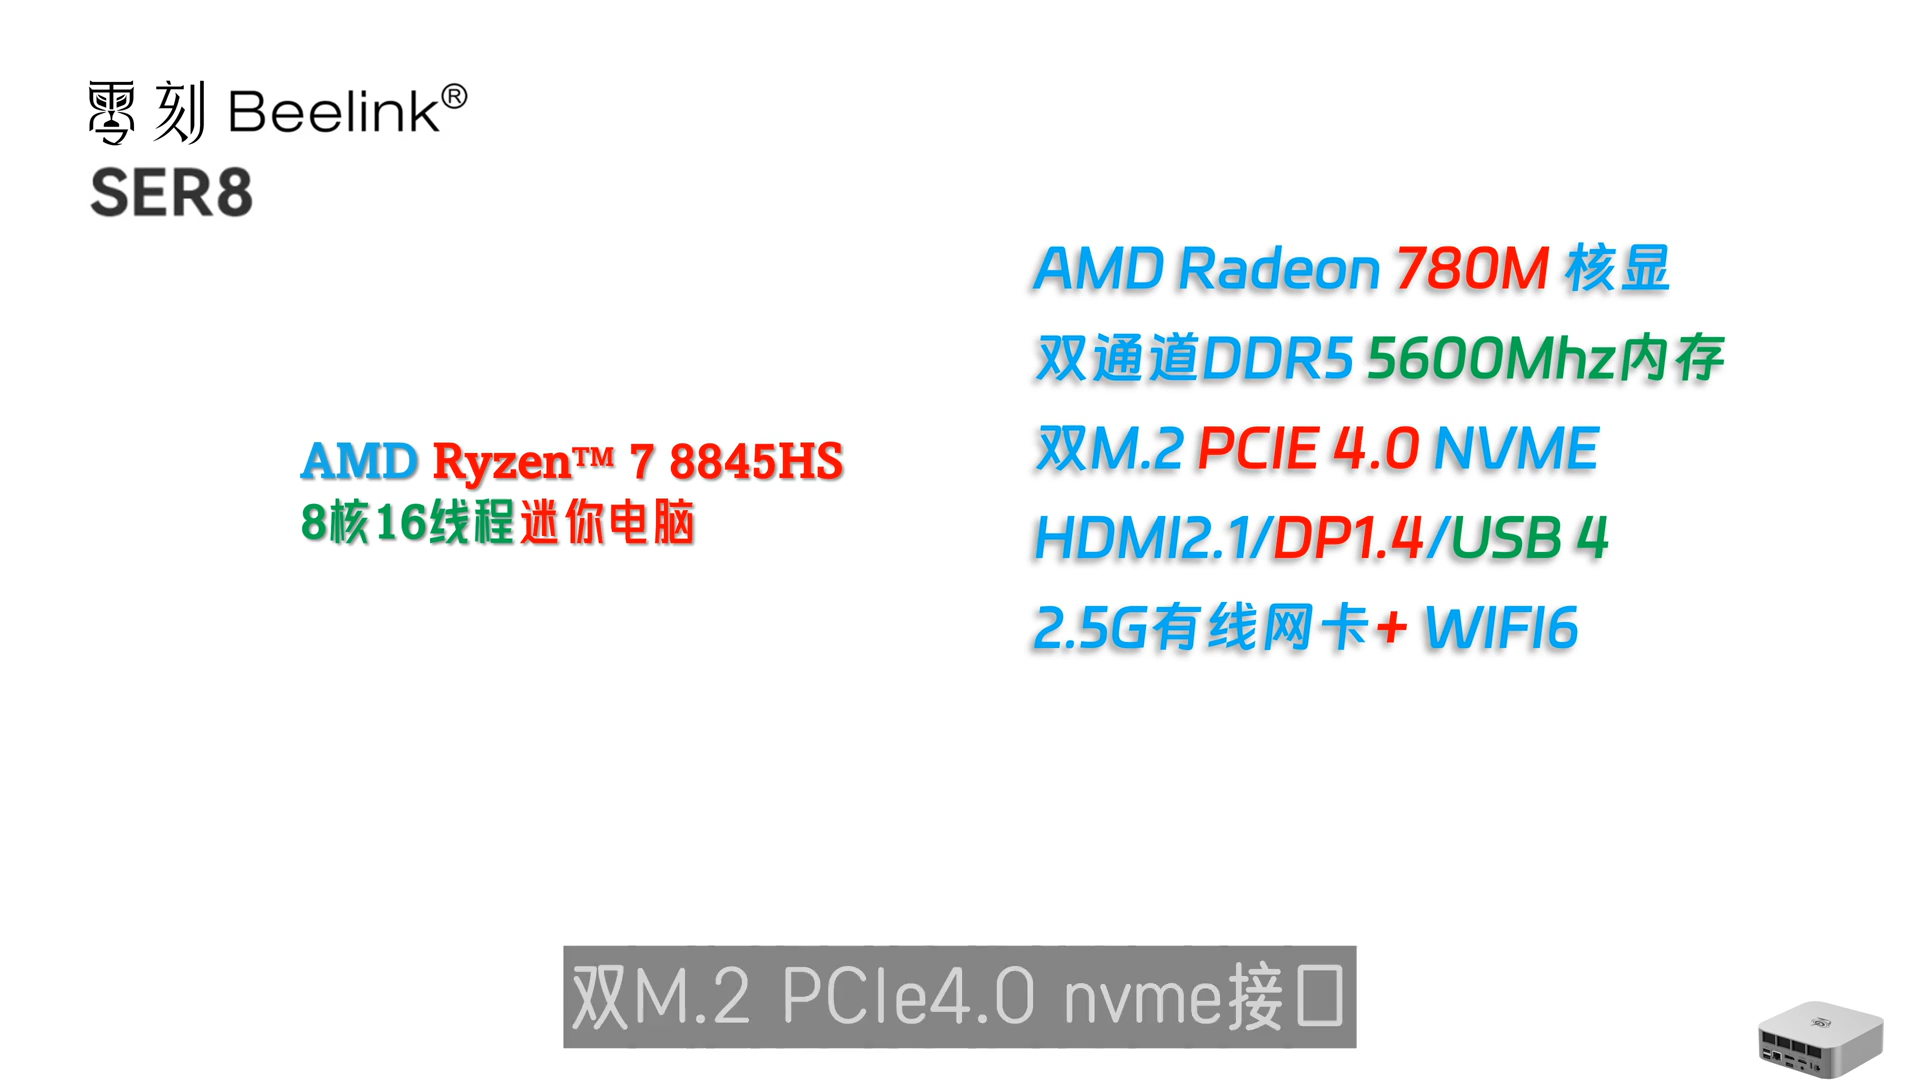 零刻 Beelink®
SER8
AMD Ryzen™ 7 8845HS
8核16线程迷你电脑
AMD Radeon 780M 核显
双通道DDR5 5600Mhz内存
双M.2 PCIE 4.0 NVME
HDMI2.1/DP1.4/USB 4
2.5G有线网卡+ WIFI6
双M.2 PCIe4.0 nvme接口